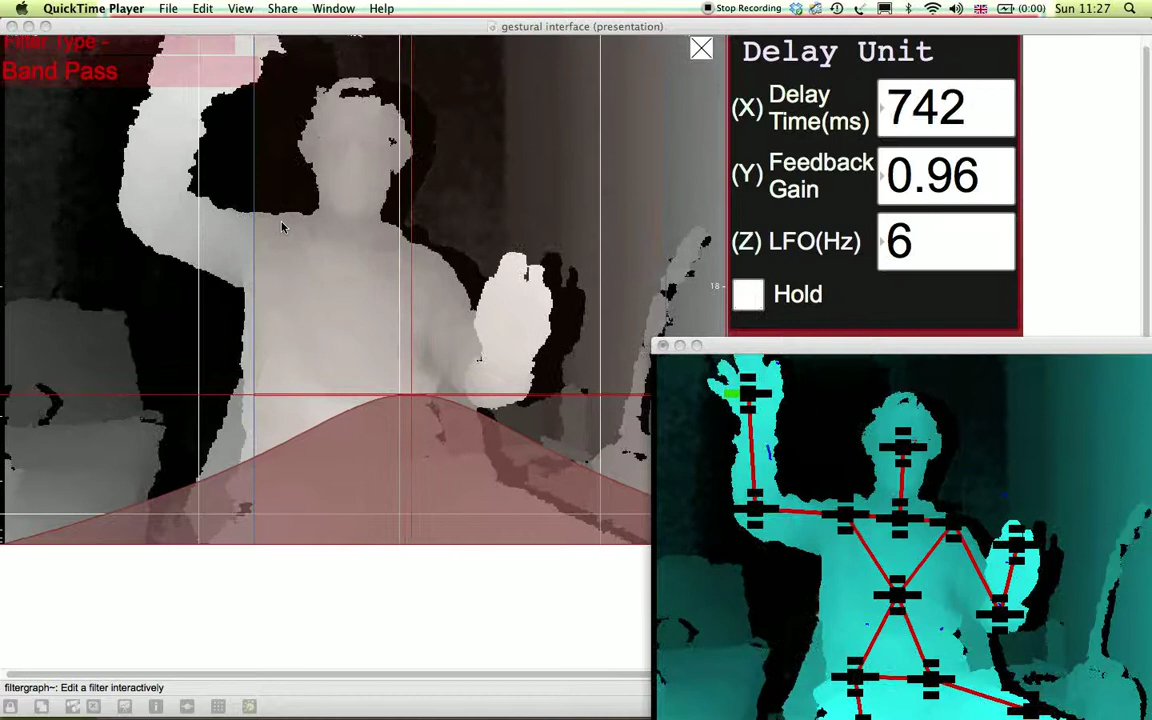 QuickTime Player File Edit View Share Window Help Stop Recording (0:00) Sun 11:27
gestural interface (presentation)
Filter Type -
Band Pass
Delay Unit
(X) Delay Time(ms) 742
(Y) Feedback Gain 0.96
(Z) LFO(Hz) 6
18
Hold
filtergraph~: Edit a filter interactively